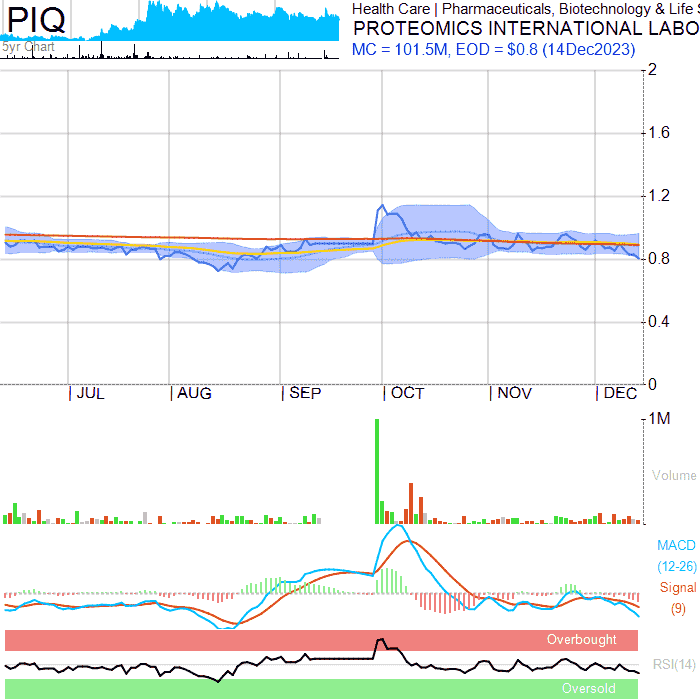 PIQ
5yr Chart
Health Care | Pharmaceuticals, Biotechnology & Life S
PROTEOMICS INTERNATIONAL LABO
MC = 101.5M, EOD = $0.8 (14Dec2023)
2
1.6
1.2
0.8
0.4
0
| JUL | AUG | SEP | OCT | NOV | DEC
1M
Volume
MACD
(12-26)
Signal
(9)
Overbought
RSI(14)
Oversold